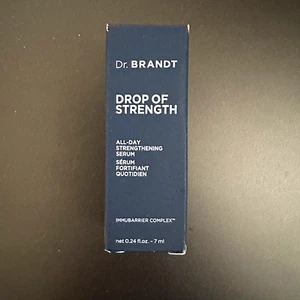 Dr. BRANDT
DROP OF
STRENGTH
ALL-DAY
STRENGTHENING
SERUM
SÉRUM
FORTIFIANT
QUOTIDIEN
IMMUBARRIER COMPLEX™
net 0.24 fl.oz. - 7 ml